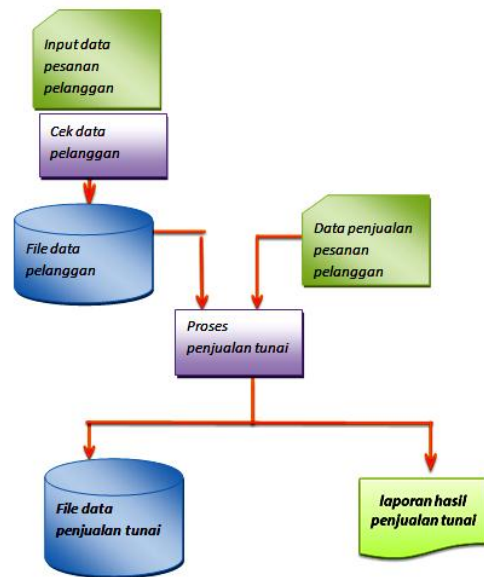 Input data
pesanan
pelanggan
Cek data
pelanggan
File data
pelanggan
Data penjualan
pesanan
pelanggan
Proses
penjualan tunai
File data
penjualan tunai
laporan hasil
penjualan tunai